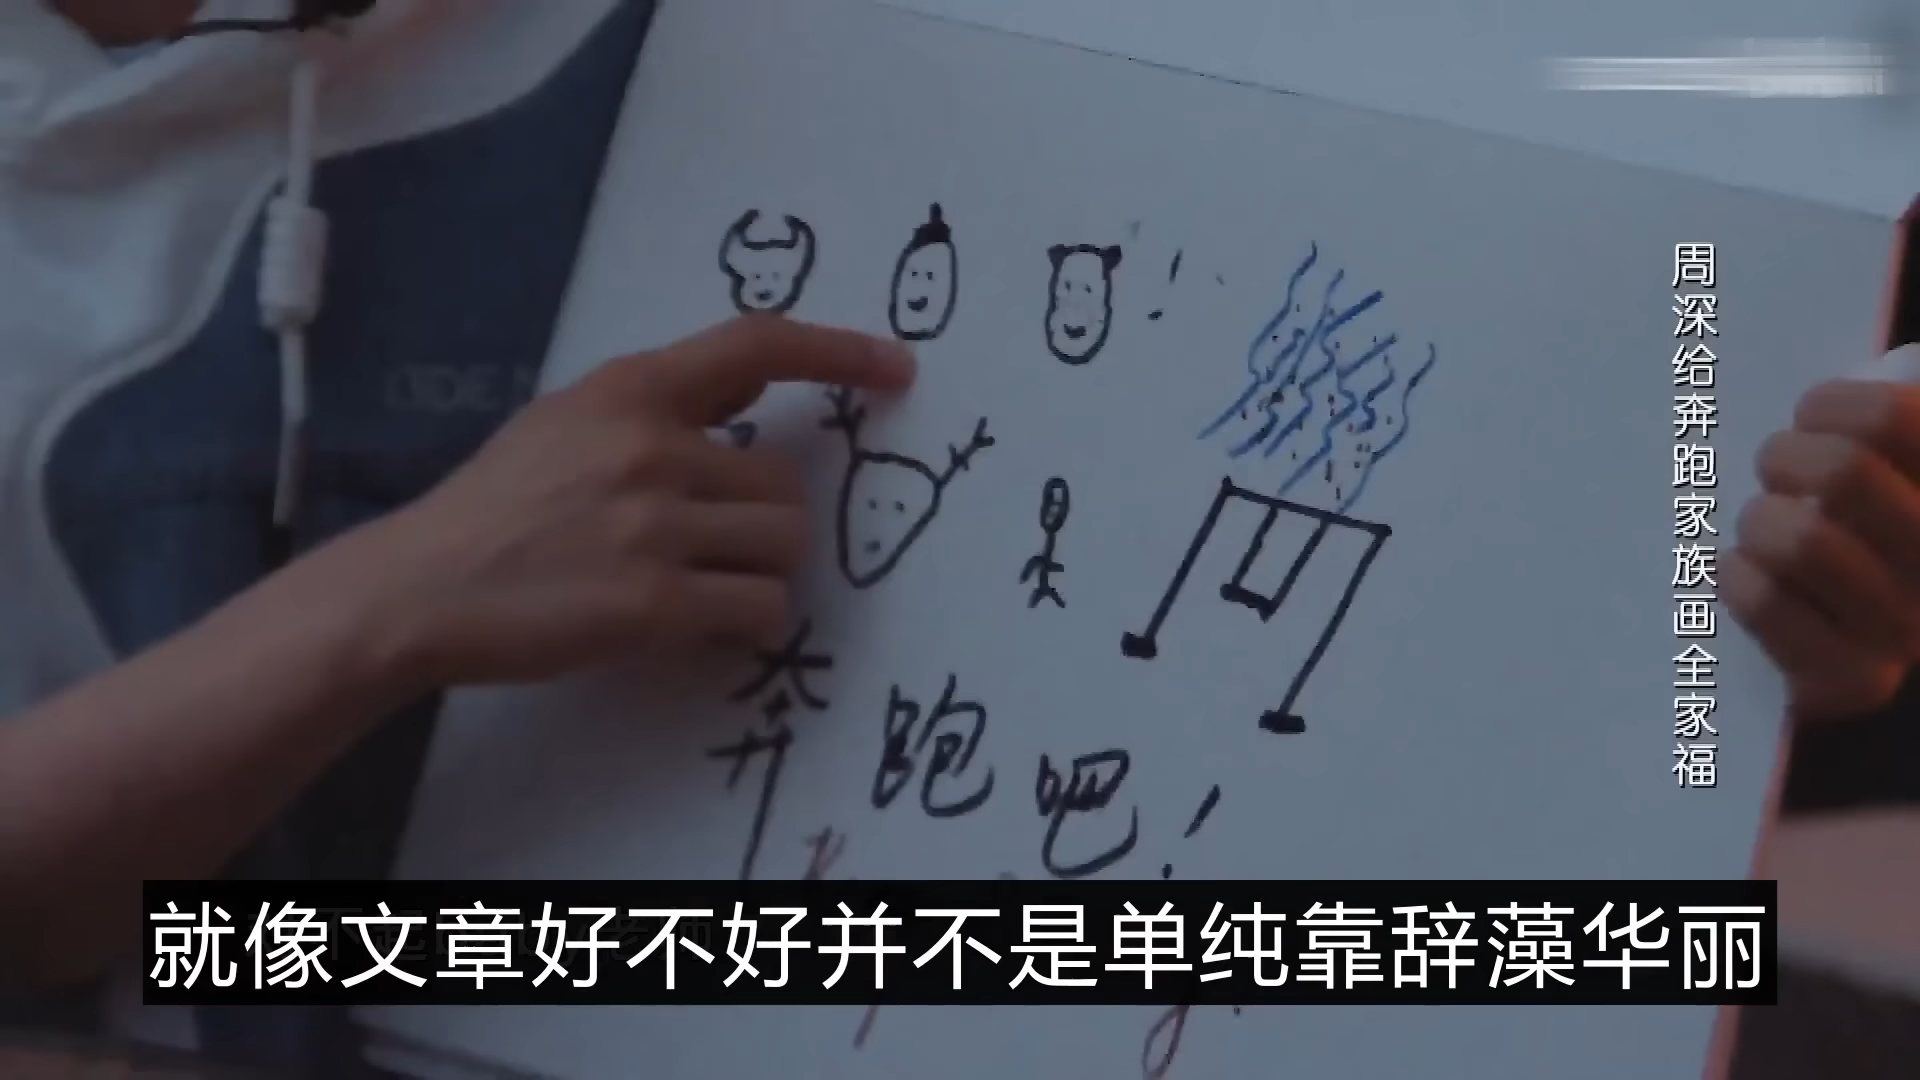 周深给奔跑家族画全家福
奔跑吧!
就像文章好不好并不是单纯靠辞藻华丽